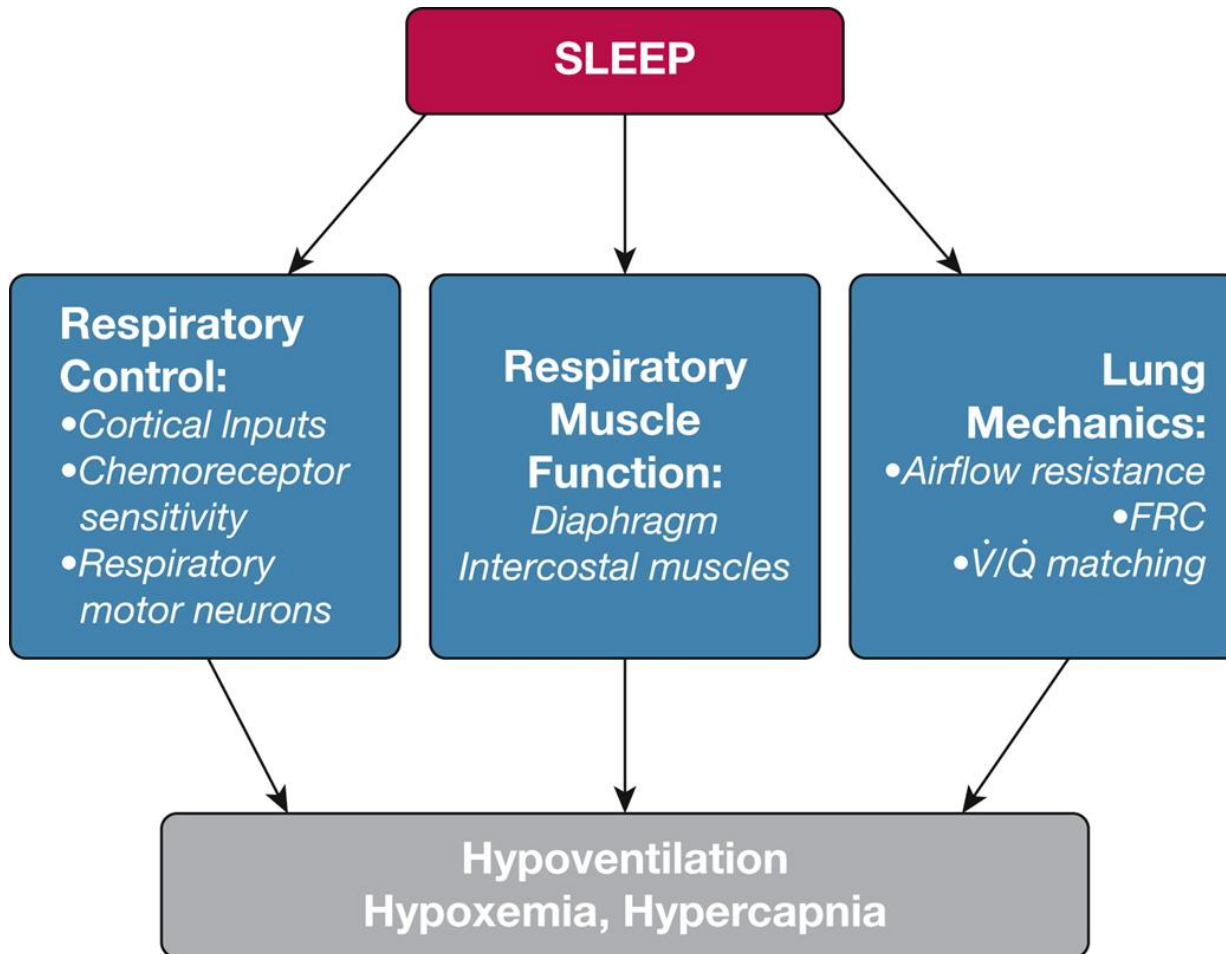 SLEEP
Respiratory
Control:
•Cortical Inputs
•Chemoreceptor
sensitivity
•Respiratory
motor neurons
Respiratory
Muscle
Function:
Diaphragm
Intercostal muscles
Lung
Mechanics:
•Airflow resistance
•FRC
•V̇/Q̇ matching
Hypoventilation
Hypoxemia, Hypercapnia